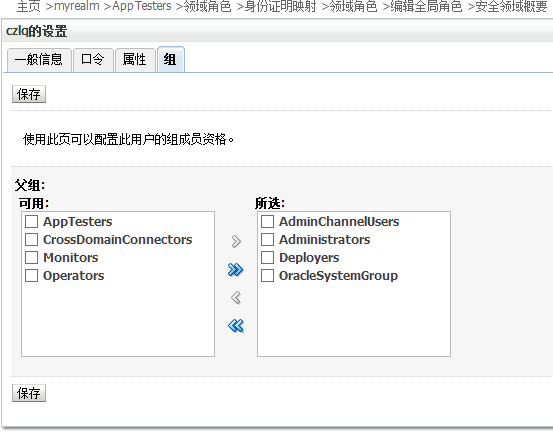 主页 >myrealm >AppTesters >领域角色 >身份证明映射 >领域角色 >编辑全局角色 >安全领域概要
czlq的设置
一般信息 口令 属性 组
保存
使用此页可以配置此用户的组成员资格。
父组：
可用： 所选：
AppTesters AdminChannelUsers
CrossDomainConnectors Administrators
Monitors Deployers
Operators OracleSystemGroup
保存